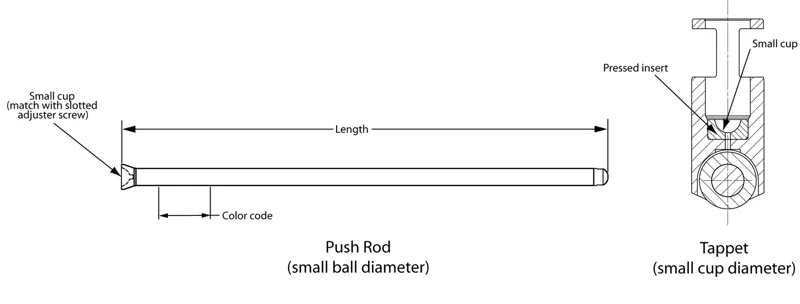 Small cup
(match with slotted
adjuster screw)
Length
Color code
Push Rod
(small ball diameter)
Small cup
Pressed insert
Tappet
(small cup diameter)